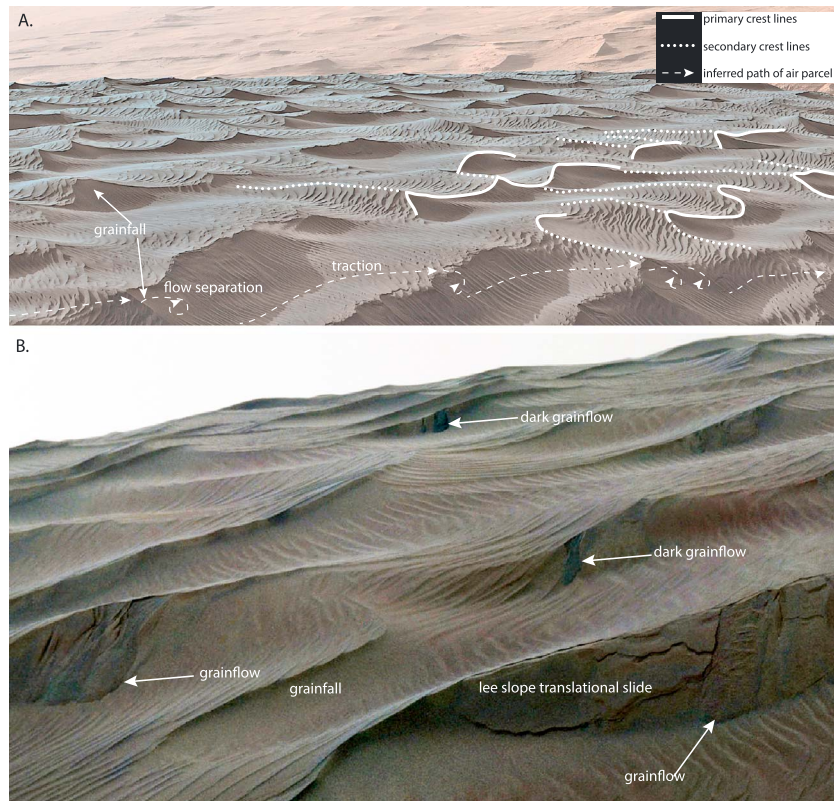 A.
primary crest lines
secondary crest lines
inferred path of air parcel
grainfall
traction
flow separation
B.
dark grainflow
dark grainflow
grainflow
grainfall
lee slope translational slide
grainflow